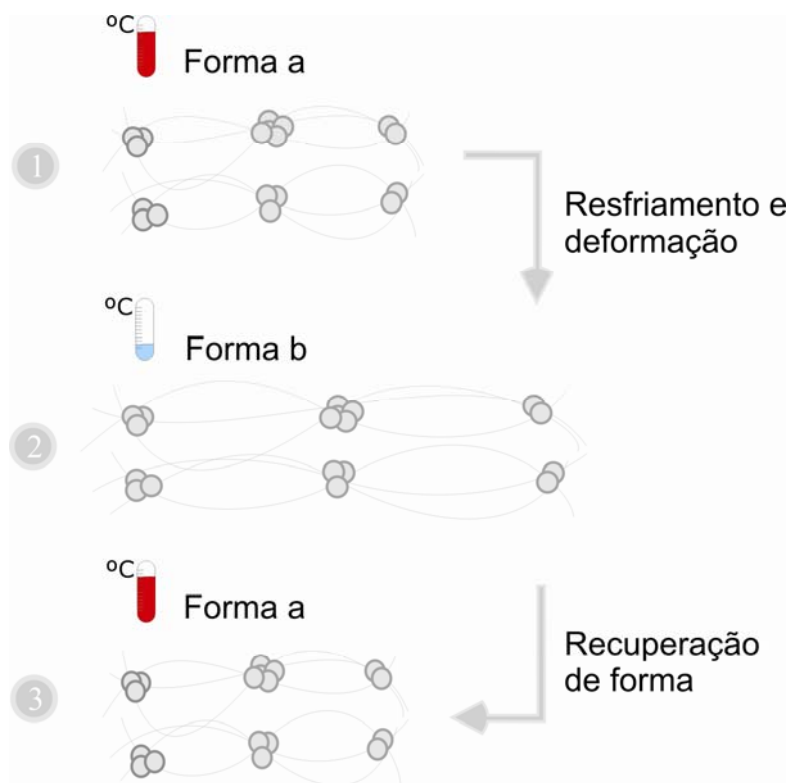 ºC
Forma a
1
Resfriamento e
deformação
ºC
Forma b
2
ºC
Forma a
Recuperação
de forma
3